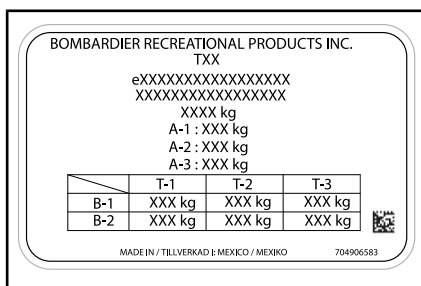 BOMBARDIER RECREATIONAL PRODUCTS INC.
TXX
eXXXXXXXXXXXXXXXXX
XXXXXXXXXXXXXXXXX
XXXX kg
A-1 : XXX kg
A-2 : XXX kg
A-3 : XXX kg
T-1 T-2 T-3
B-1 XXX kg XXX kg XXX kg
B-2 XXX kg XXX kg XXX kg
MADE IN / TILLVERKAD I: MEXICO / MEXIKO 704906583